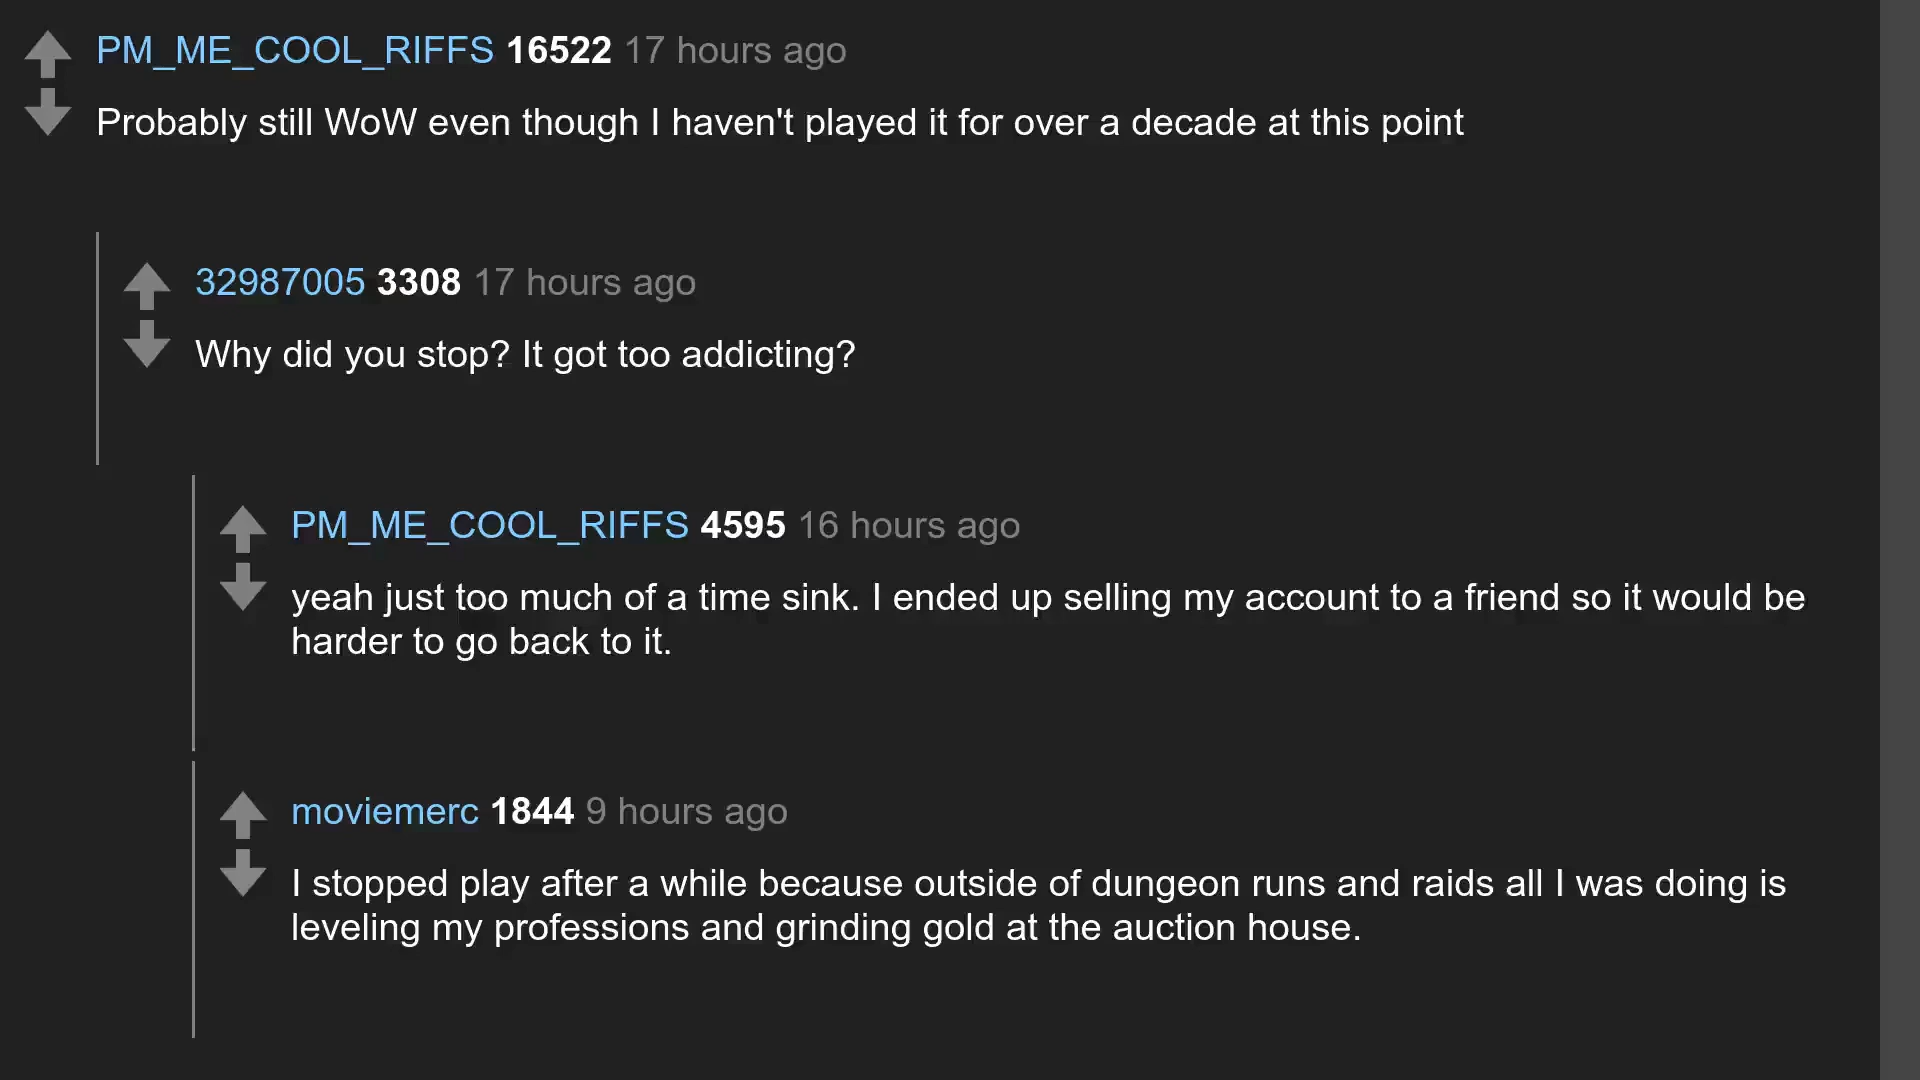 PM_ME_COOL_RIFFS 16522 17 hours ago
Probably still WoW even though I haven't played it for over a decade at this point
32987005 3308 17 hours ago
Why did you stop? It got too addicting?
PM_ME_COOL_RIFFS 4595 16 hours ago
yeah just too much of a time sink. I ended up selling my account to a friend so it would be
harder to go back to it.
moviemerc 1844 9 hours ago
I stopped play after a while because outside of dungeon runs and raids all I was doing is
leveling my professions and grinding gold at the auction house.